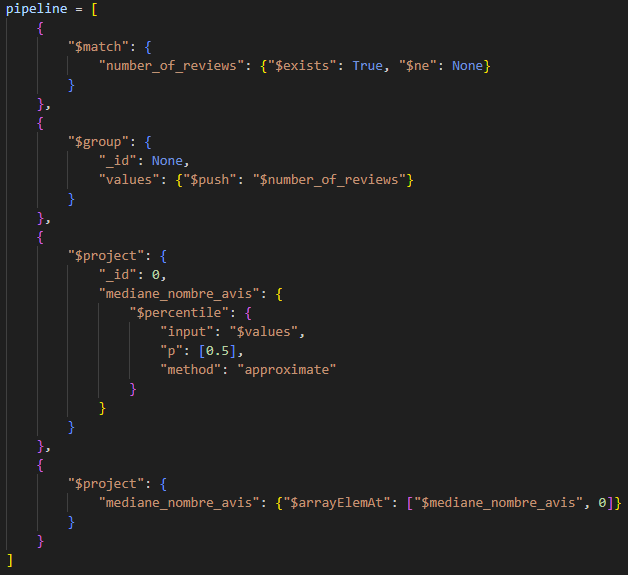 pipeline = [
    {
        "$match": {
            "number_of_reviews": {"$exists": True, "$ne": None}
        }
    },
    {
        "$group": {
            "_id": None,
            "values": {"$push": "$number_of_reviews"}
        }
    },
    {
        "$project": {
            "_id": 0,
            "mediane_nombre_avis": {
                "$percentile": {
                    "input": "$values",
                    "p": [0.5],
                    "method": "approximate"
                }
            }
        }
    },
    {
        "$project": {
            "mediane_nombre_avis": {"$arrayElemAt": ["$mediane_nombre_avis", 0]}
        }
    }
]